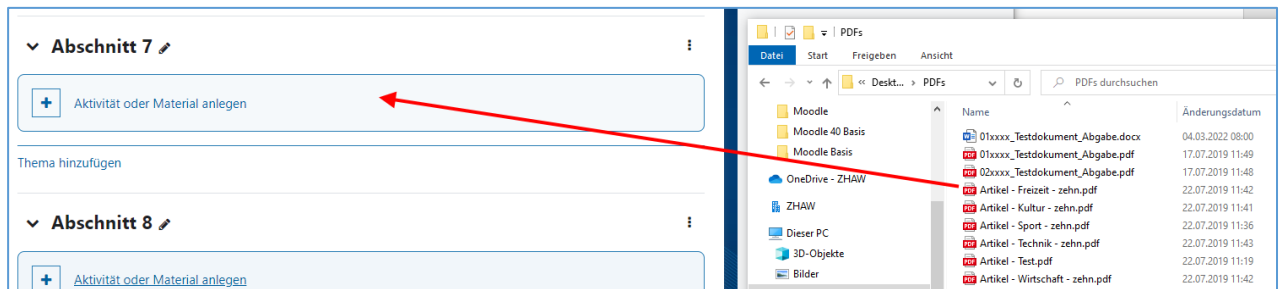 Abschnitt 7
Aktivität oder Material anlegen
Thema hinzufügen
Abschnitt 8
Aktivität oder Material anlegen
PDFs
Datei Start Freigeben Ansicht
« Deskt... › PDFs
PDFs durchsuchen
Moodle
Moodle 40 Basis
Moodle Basis
OneDrive - ZHAW
ZHAW
Dieser PC
3D-Objekte
Bilder
Name Änderungsdatum
01xxxx_Testdokument_Abgabe.docx 04.03.2022 08:00
01xxxx_Testdokument_Abgabe.pdf 17.07.2019 11:49
02xxxx_Testdokument_Abgabe.pdf 17.07.2019 11:48
Artikel - Freizeit - zehn.pdf 22.07.2019 11:42
Artikel - Kultur - zehn.pdf 22.07.2019 11:41
Artikel - Sport - zehn.pdf 22.07.2019 11:36
Artikel - Technik - zehn.pdf 22.07.2019 11:43
Artikel - Test.pdf 22.07.2019 11:19
Artikel - Wirtschaft - zehn.pdf 22.07.2019 11:42